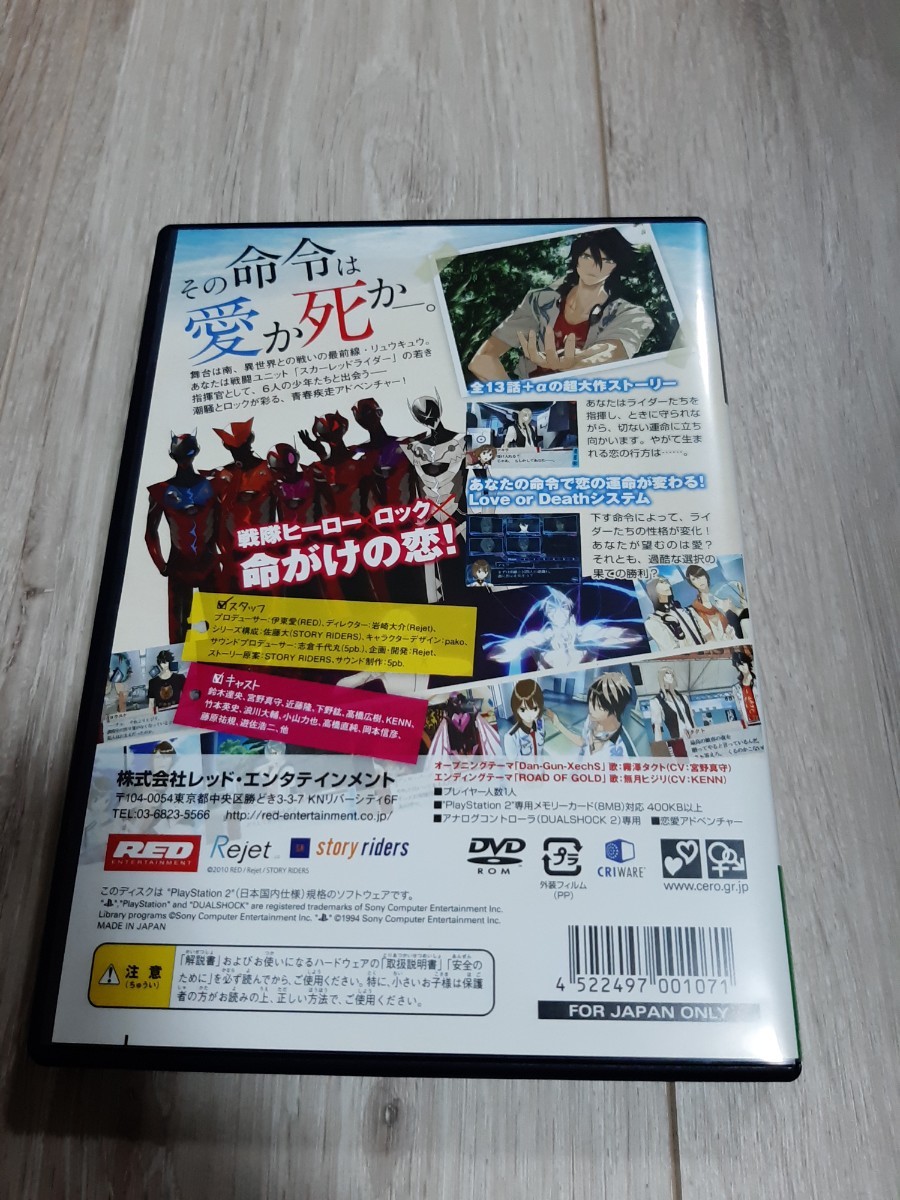 その命令は
愛か死か。
舞台は南、異世界との戦いの最前線・リュウキュウ。
あなたは戦闘ユニット「スカーレッドライダー」の若き
指揮官として、6人の少年たちと出会う──
潮騒とロックが彩る、青春疾走アドベンチャー!
戦隊ヒーロー×ロック×
命がけの恋!
全13話+αの超大作ストーリー
あなたはライダーたちを
指揮し、ときに守られな
がら、切ない運命に立ち
向かいます。やがて生ま
れる恋の行方は……。
あなたの命令で恋の運命が変わる!
Love or Deathシステム
下す命令によって、ライ
ダーたちの性格が変化!
あなたが望むのは愛?
それとも、過酷な選択の
果ての勝利?
スタッフ
プロデューサー:伊東愛(RED)、ディレクター:岩崎大介(Rejet)、
シリーズ構成:佐藤大(STORY RIDERS)、キャラクターデザイン:pako、
サウンドプロデューサー:志倉千代丸(5pb.)、企画・開発:Rejet、
ストーリー原案:STORY RIDERS、サウンド制作:5pb.
キャスト
鈴木達央、宮野真守、近藤隆、下野紘、高橋広樹、KENN、
竹本英史、浪川大輔、小山力也、高橋直純、岡本信彦、
藤原祐規、遊佐浩二、他
オープニングテーマ「Dan-Gun-XechS」歌:霧澤タクト(CV:宮野真守)
エンディングテーマ「ROAD OF GOLD」歌:無月ヒジリ(CV:KENN)
■プレイヤー人数1人
■"PlayStation 2"専用メモリーカード(8MB)対応 400KB以上
■アナログコントローラ(DUALSHOCK 2)専用 ■恋愛アドベンチャー
株式会社レッド・エンタテインメント
〒104-0054東京都中央区勝どき3-3-7 KNリバーシティ6F
TEL:03-6823-5566 http://red-entertainment.co.jp/
RED
ENTERTAINMENT
Rejet
SR story riders
©2010 RED / Rejet / STORY RIDERS
DVD
ROM
プラ
外装フィルム
(PP)
CRIWARE
www.cero.gr.jp
このディスクは "PlayStation 2"(日本国内仕様)規格のソフトウェアです。
", "PlayStation" and "DUALSHOCK" are registered trademarks of Sony Computer Entertainment Inc.
Library programs ©Sony Computer Entertainment Inc. " " ©1994 Sony Computer Entertainment Inc.
MADE IN JAPAN
注意
(ちゅうい)
「解説書」およびお使いになるハードウェアの「取扱説明書」「安全の
ために」を必ず読んでから、ご使用ください。特に、小さいお子様は保護
者の方がお読みの上、正しい方法で、ご使用ください。
4 522497 001071
FOR JAPAN ONLY